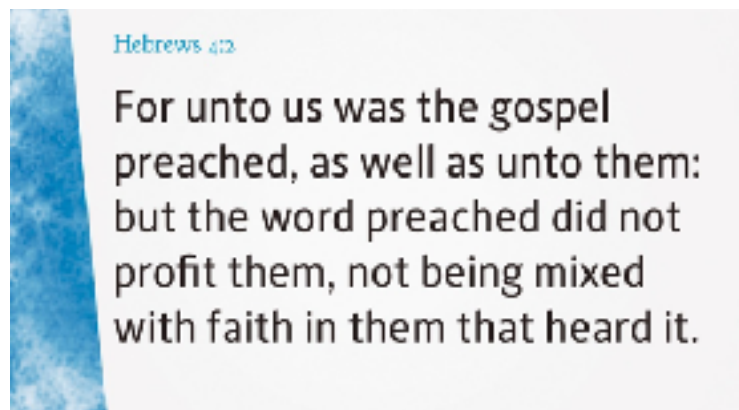 Hebrews 4:2
For unto us was the gospel
preached, as well as unto them:
but the word preached did not
profit them, not being mixed
with faith in them that heard it.